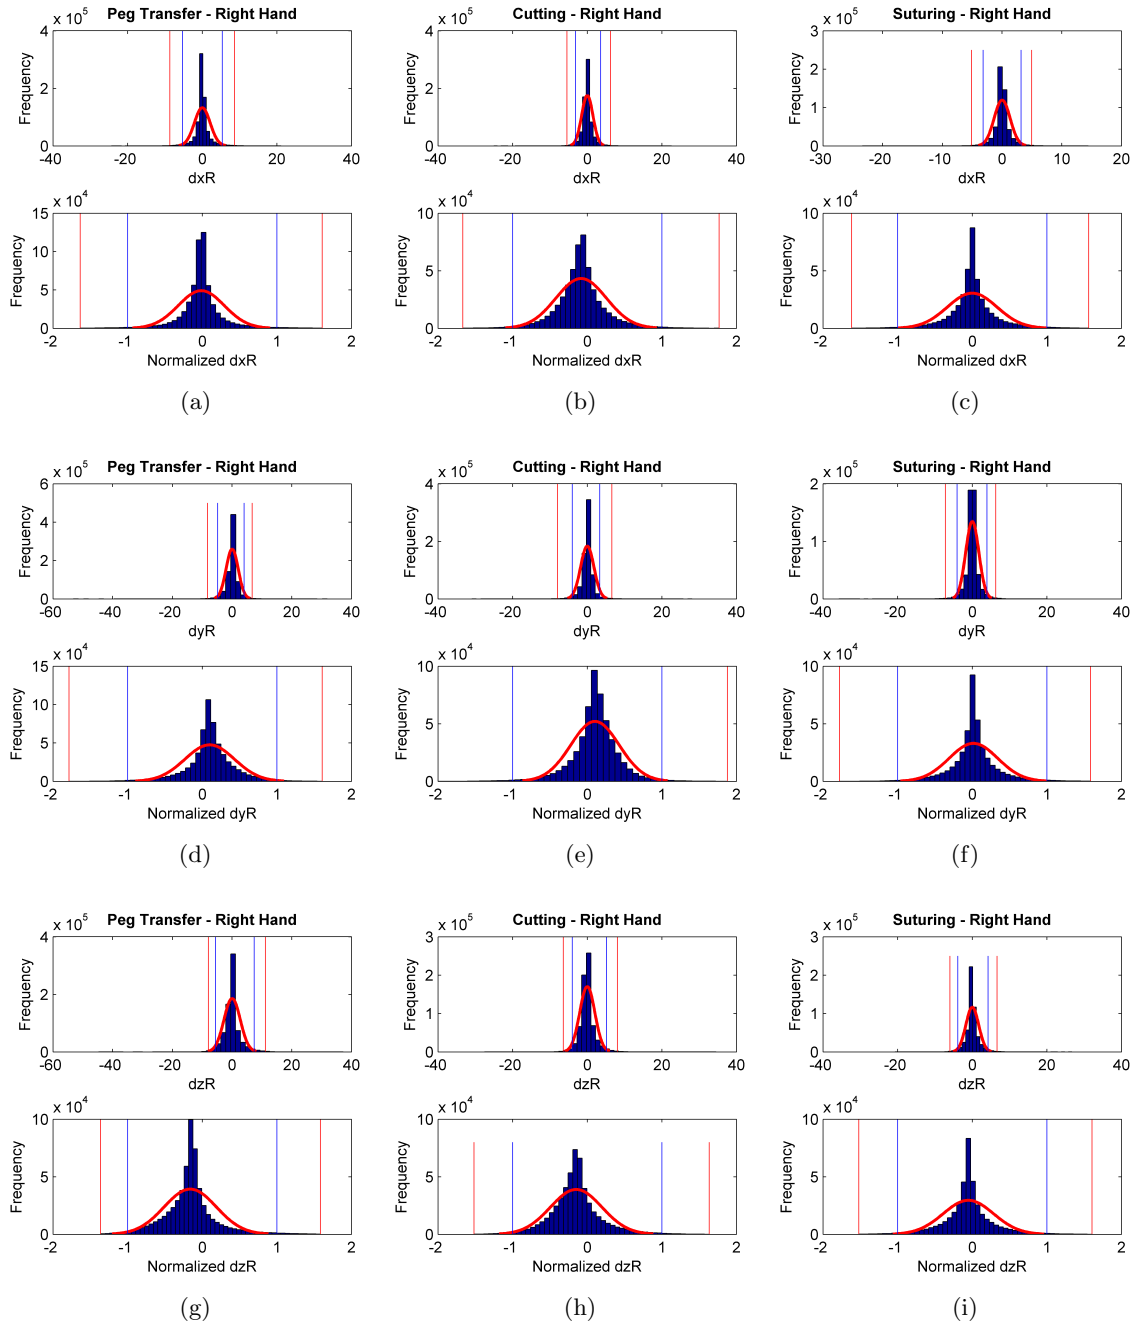 Peg Transfer - Right Hand Cutting - Right Hand Suturing - Right Hand
x 10^5 x 10^5 x 10^5
4 4 3
2 2 2
1
0 0 0
Frequency Frequency Frequency
-40 -20 0 20 40 -40 -20 0 20 40 -30 -20 -10 0 10 20
dxR dxR dxR
x 10^4 x 10^4 x 10^4
15 10 10
10
5 5 5
0 0 0
Frequency Frequency Frequency
-2 -1 0 1 2 -2 -1 0 1 2 -2 -1 0 1 2
Normalized dxR Normalized dxR Normalized dxR
(a) (b) (c)
Peg Transfer - Right Hand Cutting - Right Hand Suturing - Right Hand
x 10^5 x 10^5 x 10^5
6 4 2
4
2 2 1
0 0 0
Frequency Frequency Frequency
-60 -40 -20 0 20 40 -40 -20 0 20 40 -40 -20 0 20 40
dyR dyR dyR
x 10^4 x 10^4 x 10^4
15 10 10
10
5 5 5
0 0 0
Frequency Frequency Frequency
-2 -1 0 1 2 -2 -1 0 1 2 -2 -1 0 1 2
Normalized dyR Normalized dyR Normalized dyR
(d) (e) (f)
Peg Transfer - Right Hand Cutting - Right Hand Suturing - Right Hand
x 10^5 x 10^5 x 10^5
4 3 3
2 2 2
1 1
0 0 0
Frequency Frequency Frequency
-60 -40 -20 0 20 40 -40 -20 0 20 40 -40 -20 0 20 40
dzR dzR dzR
x 10^4 x 10^4 x 10^4
10 10 10
5 5 5
0 0 0
Frequency Frequency Frequency
-2 -1 0 1 2 -2 -1 0 1 2 -2 -1 0 1 2
Normalized dzR Normalized dzR Normalized dzR
(g) (h) (i)